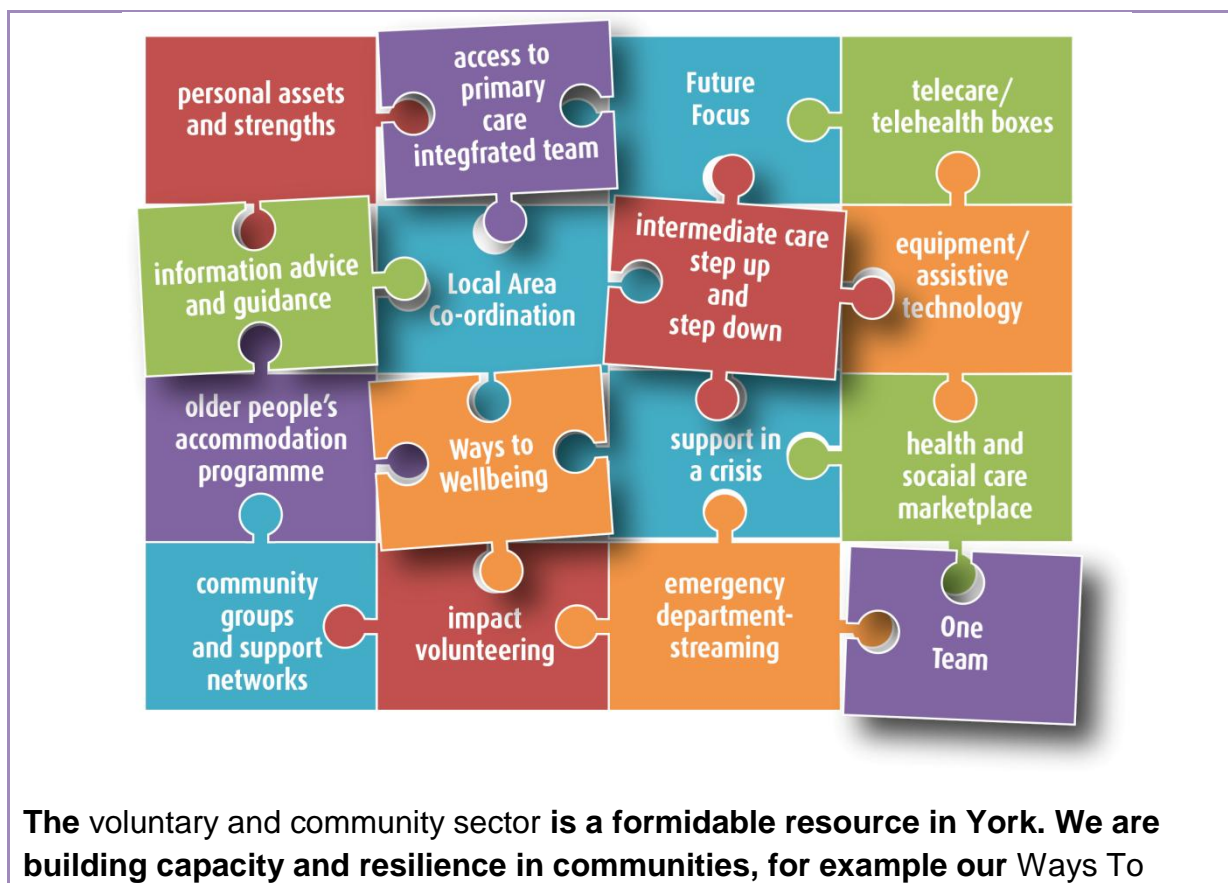 personal assets
and strengths
access to
primary
care
integfrated team
Future
Focus
telecare/
telehealth boxes
information advice
and guidance
Local Area
Co-ordination
intermediate care
step up
and
step down
equipment/
assistive
technology
older people's
accommodation
programme
Ways to
Wellbeing
support in
a crisis
health and
socaial care
marketplace
community
groups
and support
networks
impact
volunteering
emergency
department-
streaming
One
Team
The voluntary and community sector is a formidable resource in York. We are
building capacity and resilience in communities, for example our Ways To